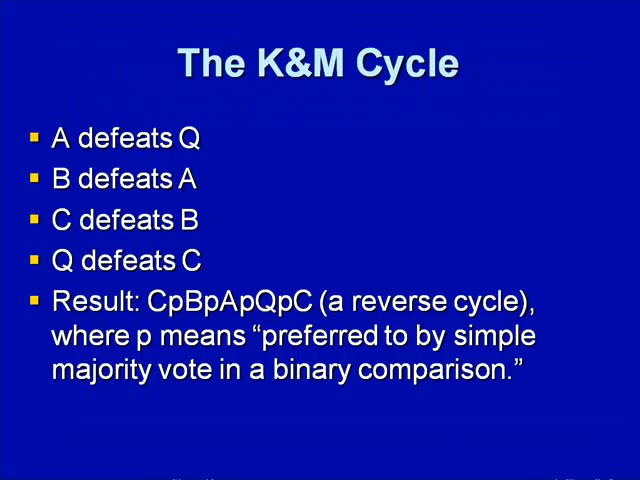 The K&M Cycle
A defeats Q
B defeats A
C defeats B
Q defeats C
Result: CpBpApQpC (a reverse cycle),
where p means “preferred to by simple
majority vote in a binary comparison.”